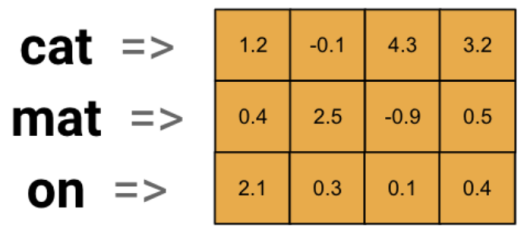 cat => 1.2 -0.1 4.3 3.2
mat => 0.4 2.5 -0.9 0.5
on => 2.1 0.3 0.1 0.4